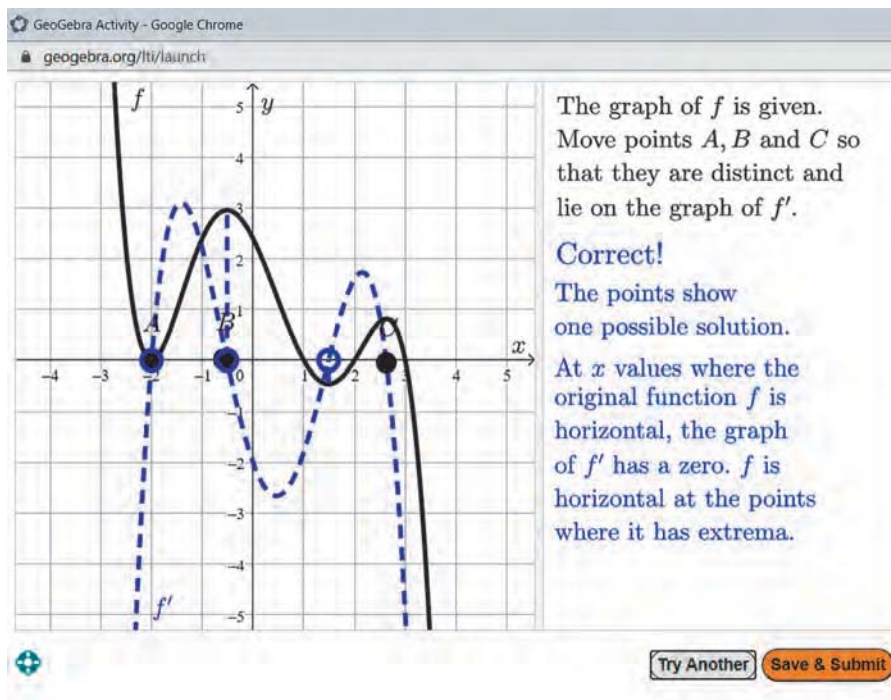 GeoGebra Activity - Google Chrome
geogebra.org/lti/launch
f
y
5
4
3
2
1
A
B
C
x
-4
-3
-2
-1
0
1
2
3
4
5
-1
-2
-3
-4
-5
f'
The graph of f is given.
Move points A, B and C so
that they are distinct and
lie on the graph of f'.
Correct!
The points show
one possible solution.
At x values where the
original function f is
horizontal, the graph
of f' has a zero. f is
horizontal at the points
where it has extrema.
Try Another
Save & Submit